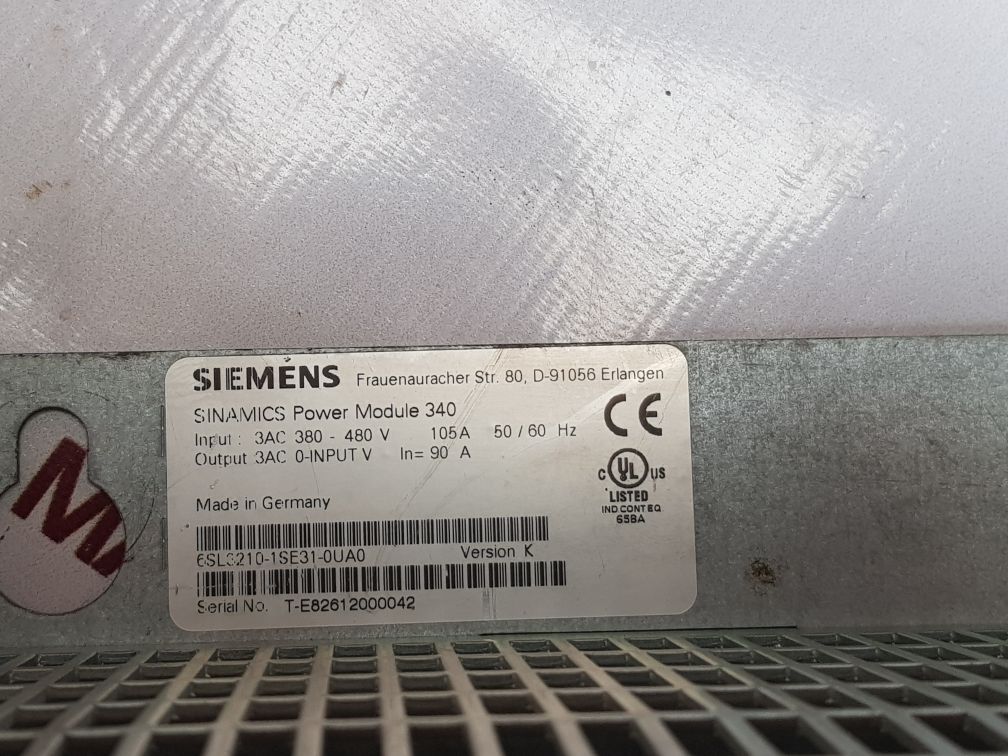 SIEMENS Frauenauracher Str. 80, D-91056 Erlangen
SINAMICS Power Module 340
Input : 3AC 380 - 480 V 105A 50 / 60 Hz
Output 3AC 0-INPUT V In= 90 A
CE
C UL US
LISTED
IND.CONT.EQ
65BA
Made in Germany
6SL3210-1SE31-0UA0 Version K
Serial No. T-E82612000042
M